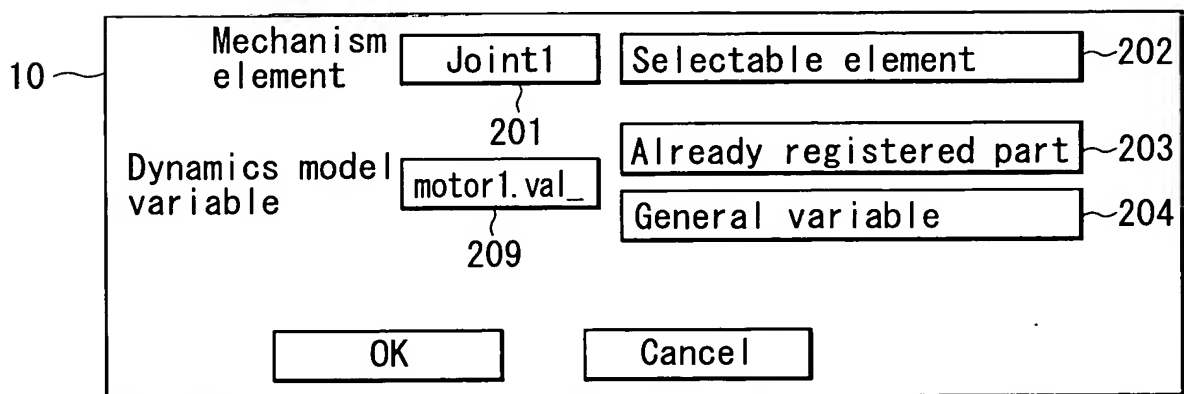 Mechanism
element
Joint1
Selectable element
202
10
201
Already registered part
203
Dynamics model
variable
motor1.val_
General variable
204
209
OK
Cancel